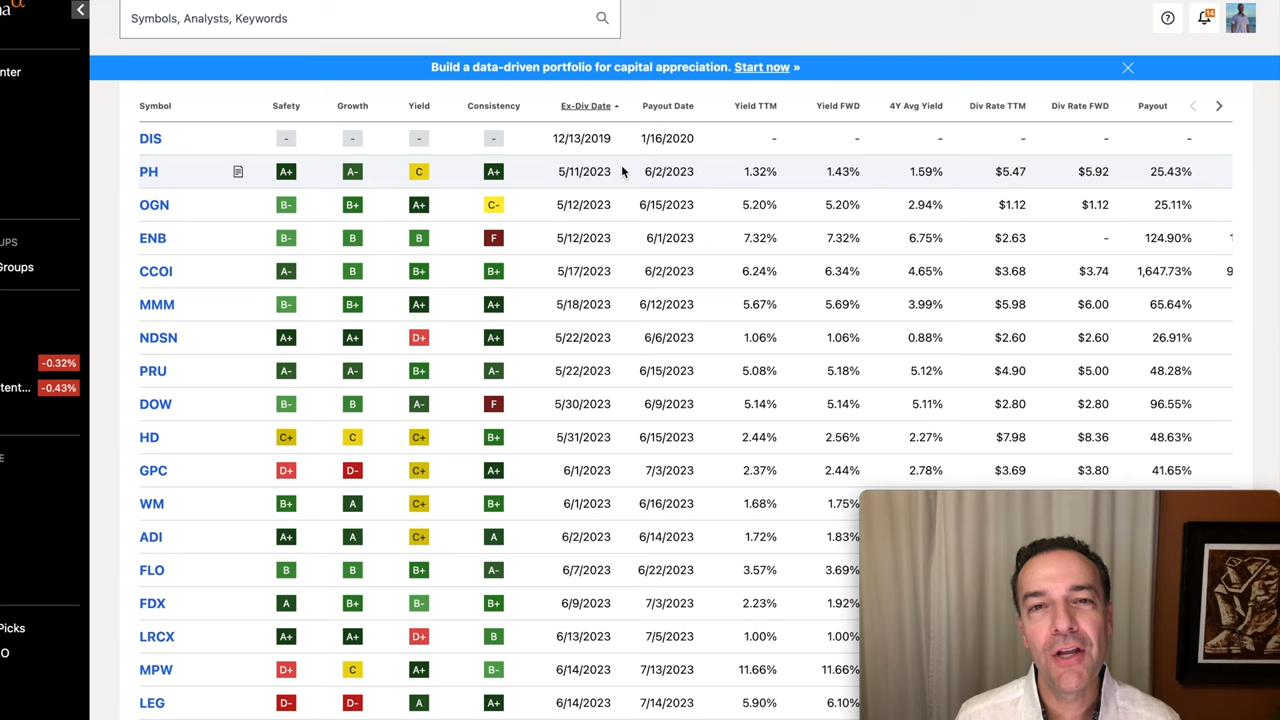 Symbols, Analysts, Keywords
14
nter
Build a data-driven portfolio for capital appreciation. Start now »
Symbol Safety Growth Yield Consistency Ex-Div Date Payout Date Yield TTM Yield FWD 4Y Avg Yield Div Rate TTM Div Rate FWD Payout
DIS - - - - 12/13/2019 1/16/2020 - - - - - -
PH A+ A- C A+ 5/11/2023 6/2/2023 1.32% 1.43% 1.59% $5.47 $5.92 25.43%
OGN B- B+ A+ C- 5/12/2023 6/15/2023 5.20% 5.20% 2.94% $1.12 $1.12 25.11%
UPS
ENB B- B B F 5/12/2023 6/1/2023 7.32% 7.32% 6.75% $2.63 - 124.90%
Groups
CCOI A- B B+ B+ 5/17/2023 6/2/2023 6.24% 6.34% 4.65% $3.68 $3.74 1,647.73% 9
MMM B- B+ A+ A+ 5/18/2023 6/12/2023 5.67% 5.69% 3.99% $5.98 $6.00 65.64%
NDSN A+ A+ D+ A+ 5/22/2023 6/6/2023 1.06% 1.06% 0.88% $2.60 $2.60 26.91%
-0.32%
PRU A- A- B+ A- 5/22/2023 6/15/2023 5.08% 5.18% 5.12% $4.90 $5.00 48.28%
tent... -0.43%
DOW B- B A- F 5/30/2023 6/9/2023 5.14% 5.14% 5.11% $2.80 $2.80 96.55%
HD C+ C C+ B+ 5/31/2023 6/15/2023 2.44% 2.56% 2.27% $7.98 $8.36 48.63%
E
GPC D+ D- C+ A+ 6/1/2023 7/3/2023 2.37% 2.44% 2.78% $3.69 $3.80 41.65%
WM B+ A C+ B+ 6/1/2023 6/16/2023 1.68% 1.75%
ADI A+ A C+ A 6/2/2023 6/14/2023 1.72% 1.83%
FLO B B B+ A- 6/7/2023 6/22/2023 3.57% 3.69%
FDX A B+ B- B+ 6/9/2023 7/3/2023 2.23% 1.92%
Picks
LRCX A+ A+ D+ B 6/13/2023 7/5/2023 1.00% 1.00%
O
MPW D+ C A+ B- 6/14/2023 7/13/2023 11.66% 11.66%
LEG D- D- A A+ 6/14/2023 7/14/2023 5.90% 6.10%